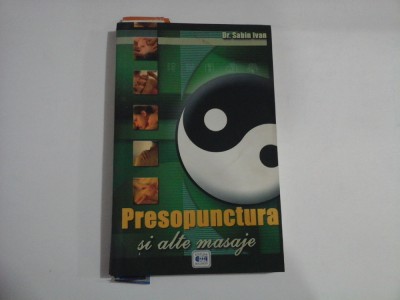 Dr. Sabin Ivan
Presopunctura
și alte masaje